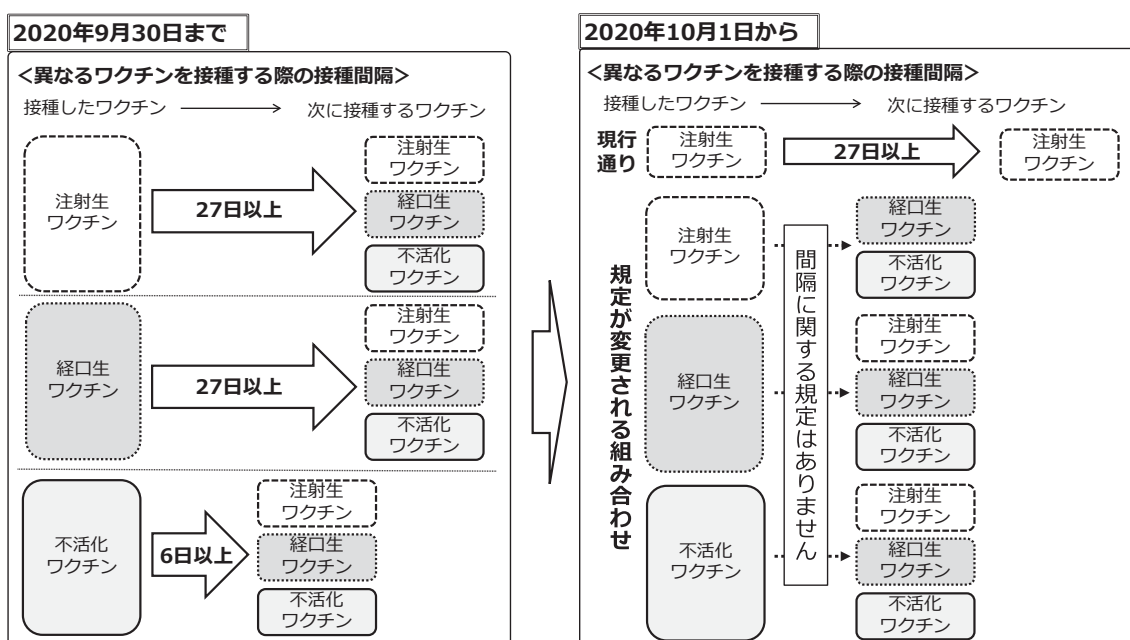 2020年9月30日まで
<異なるワクチンを接種する際の接種間隔>
接種したワクチン
次に接種するワクチン
注射生
ワクチン
27日以上
注射生
ワクチン
経口生
ワクチン
不活化
ワクチン
経口生
ワクチン
27日以上
注射生
ワクチン
経口生
ワクチン
不活化
ワクチン
不活化
ワクチン
6日以上
注射生
ワクチン
経口生
ワクチン
不活化
ワクチン
2020年10月1日から
<異なるワクチンを接種する際の接種間隔>
接種したワクチン
次に接種するワクチン
現行
通り
注射生
ワクチン
27日以上
注射生
ワクチン
規定が変更される組み合わせ
注射生
ワクチン
間隔に関する規定はありません
経口生
ワクチン
不活化
ワクチン
経口生
ワクチン
注射生
ワクチン
経口生
ワクチン
不活化
ワクチン
不活化
ワクチン
注射生
ワクチン
経口生
ワクチン
不活化
ワクチン